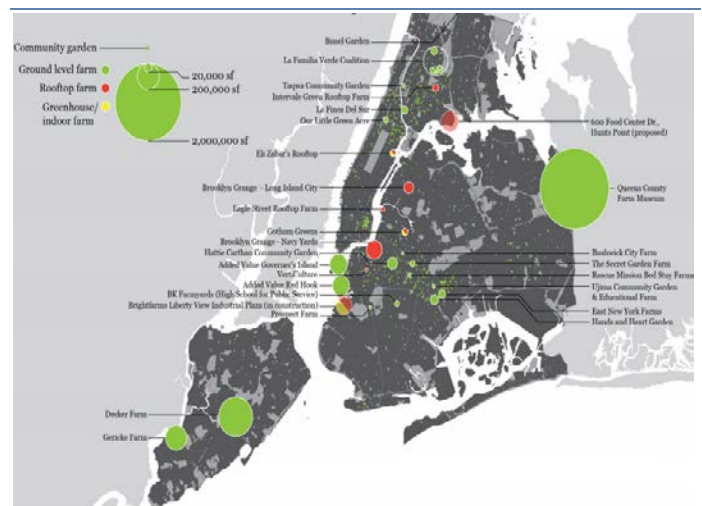 Community garden
Ground level farm
Rooftop farm
Greenhouse/
indoor farm
20,000 sf
200,000 sf
2,000,000 sf
Bissel Garden
La Familia Verde Coalition
Taqwa Community Garden
Intervale Green Rooftop Farm
La Finca Del Sur
Our Little Green Acre
Eli Zabar's Rooftop
Brooklyn Grange - Long Island City
Eagle Street Rooftop Farm
Gotham Greens
Brooklyn Grange - Navy Yards
Hattie Carthan Community Garden
Added Value Governor's Island
VertiCulture
Added Value Red Hook
BK Farmyards (High School for Public Service)
Brightfarms Liberty View Industrial Plaza (in construction)
Prospect Farm
Decker Farm
Gericke Farm
600 Food Center Dr.,
Hunts Point (proposed)
Queens County
Farm Museum
Bushwick City Farm
The Secret Garden Farm
Rescue Mission Bed Stuy Farms
Ujima Community Garden
& Educational Farm
East New York Farms
Hands and Heart Garden